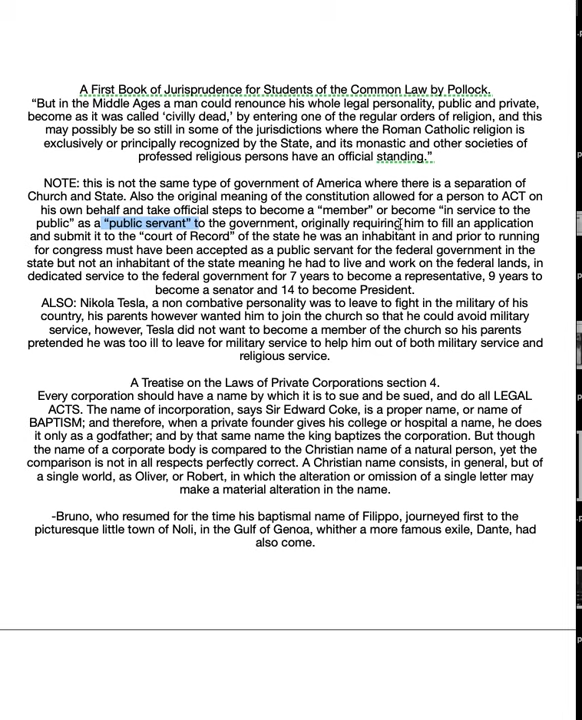 A First Book of Jurisprudence for Students of the Common Law by Pollock.
“But in the Middle Ages a man could renounce his whole legal personality, public and private,
become as it was called ‘civilly dead,’ by entering one of the regular orders of religion, and this
may possibly be so still in some of the jurisdictions where the Roman Catholic religion is
exclusively or principally recognized by the State, and its monastic and other societies of
professed religious persons have an official standing.”
NOTE: this is not the same type of government of America where there is a separation of
Church and State. Also the original meaning of the constitution allowed for a person to ACT on
his own behalf and take official steps to become a “member” or become “in service to the
public” as a “public servant” to the government, originally requiring him to fill an application
and submit it to the “court of Record” of the state he was an inhabitant in and prior to running
for congress must have been accepted as a public servant for the federal government in the
state but not an inhabitant of the state meaning he had to live and work on the federal lands, in
dedicated service to the federal government for 7 years to become a representative, 9 years to
become a senator and 14 to become President.
ALSO: Nikola Tesla, a non combative personality was to leave to fight in the military of his
country, his parents however wanted him to join the church so that he could avoid military
service, however, Tesla did not want to become a member of the church so his parents
pretended he was too ill to leave for military service to help him out of both military service and
religious service.
A Treatise on the Laws of Private Corporations section 4.
Every corporation should have a name by which it is to sue and be sued, and do all LEGAL
ACTS. The name of incorporation, says Sir Edward Coke, is a proper name, or name of
BAPTISM; and therefore, when a private founder gives his college or hospital a name, he does
it only as a godfather; and by that same name the king baptizes the corporation. But though
the name of a corporate body is compared to the Christian name of a natural person, yet the
comparison is not in all respects perfectly correct. A Christian name consists, in general, but of
a single world, as Oliver, or Robert, in which the alteration or omission of a single letter may
make a material alteration in the name.
-Bruno, who resumed for the time his baptismal name of Filippo, journeyed first to the
picturesque little town of Noli, in the Gulf of Genoa, whither a more famous exile, Dante, had
also come.